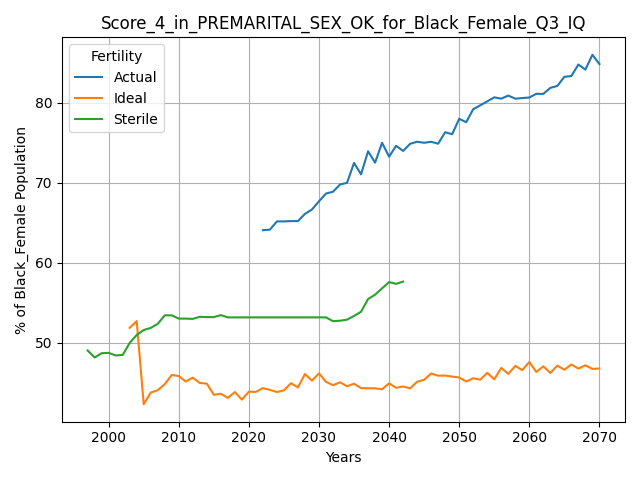 Score_4_in_PREMARITAL_SEX_OK_for_Black_Female_Q3_IQ
Fertility
Actual
Ideal
Sterile
% of Black_Female Population
80
70
60
50
2000
2010
2020
2030
2040
2050
2060
2070
Years